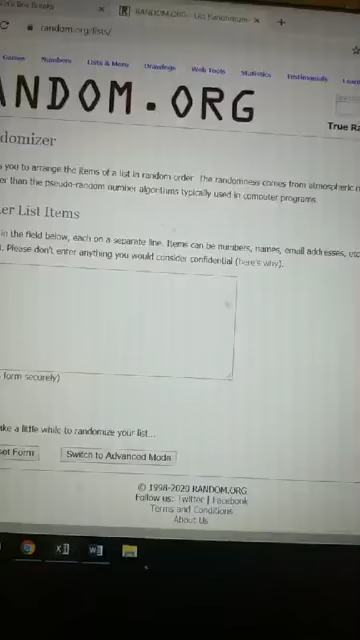 RANDOM.ORG - List Randomizer
random.org/lists/
Games Numbers Lists & More Drawings Web Tools Statistics Testimonials Learn
ANDOM.ORG
True Ra
domizer
s you to arrange the items of a list in random order. The randomness comes from atmospheric n
er than the pseudo-random number algorithms typically used in computer programs.
er List Items
in the field below, each on a separate line. Items can be numbers, names, email addresses, etc
. Please don't enter anything you would consider confidential (here's why).
form securely)
ake a little while to randomize your list...
set Form Switch to Advanced Mode
© 1998-2020 RANDOM.ORG
Follow us: Twitter | Facebook
Terms and Conditions
About Us